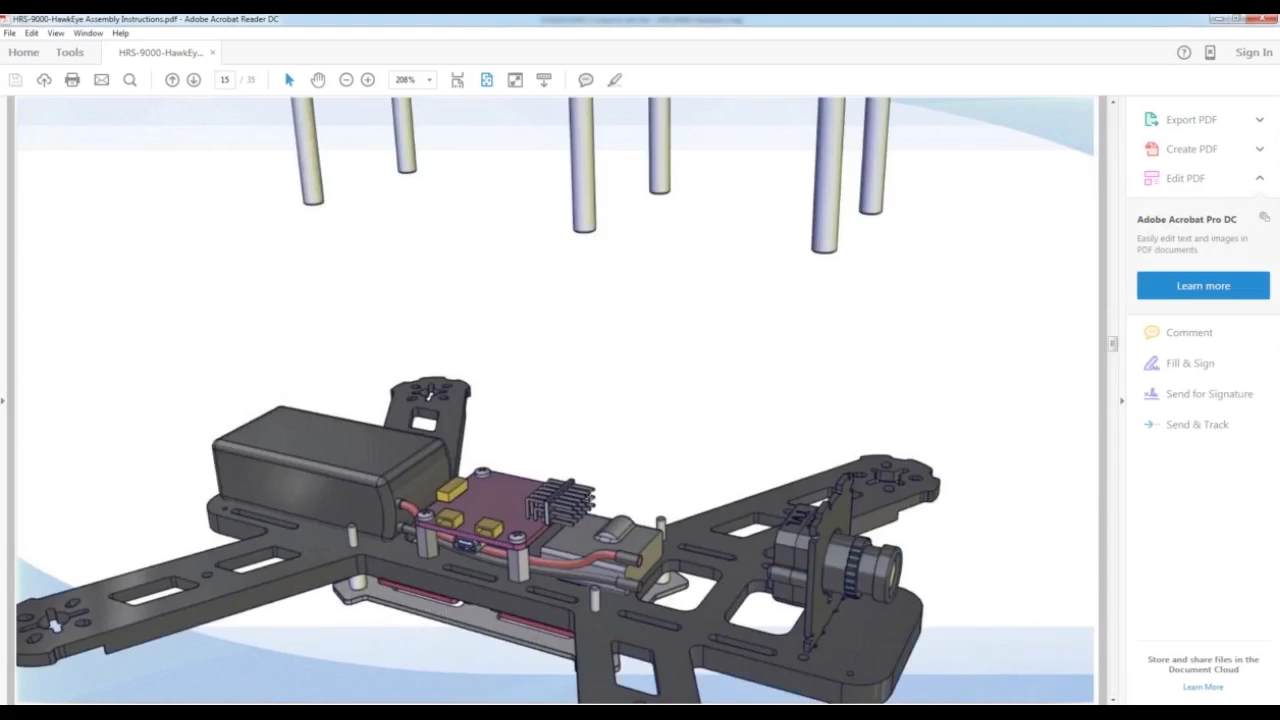 HRS-9000-HawkEye Assembly Instructions.pdf - Adobe Acrobat Reader DC
File Edit View Window Help
Home Tools HRS-9000-HawkEy... × Sign In
15 / 35 208%
Export PDF
Create PDF
Edit PDF
Adobe Acrobat Pro DC
Easily edit text and images in
PDF documents
Learn more
Comment
Fill & Sign
Send for Signature
Send & Track
Store and share files in the
Document Cloud
Learn More